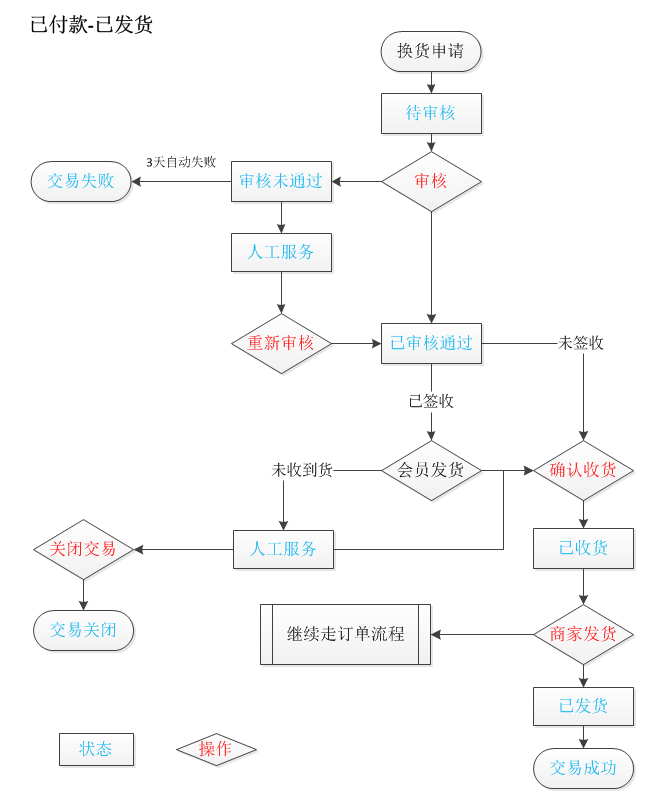 已付款-已发货
换货申请
待审核
审核
3天自动失败
审核未通过
交易失败
人工服务
重新审核
已审核通过
未签收
已签收
未收到货
会员发货
确认收货
关闭交易
人工服务
已收货
交易关闭
继续走订单流程
商家发货
已发货
状态
操作
交易成功